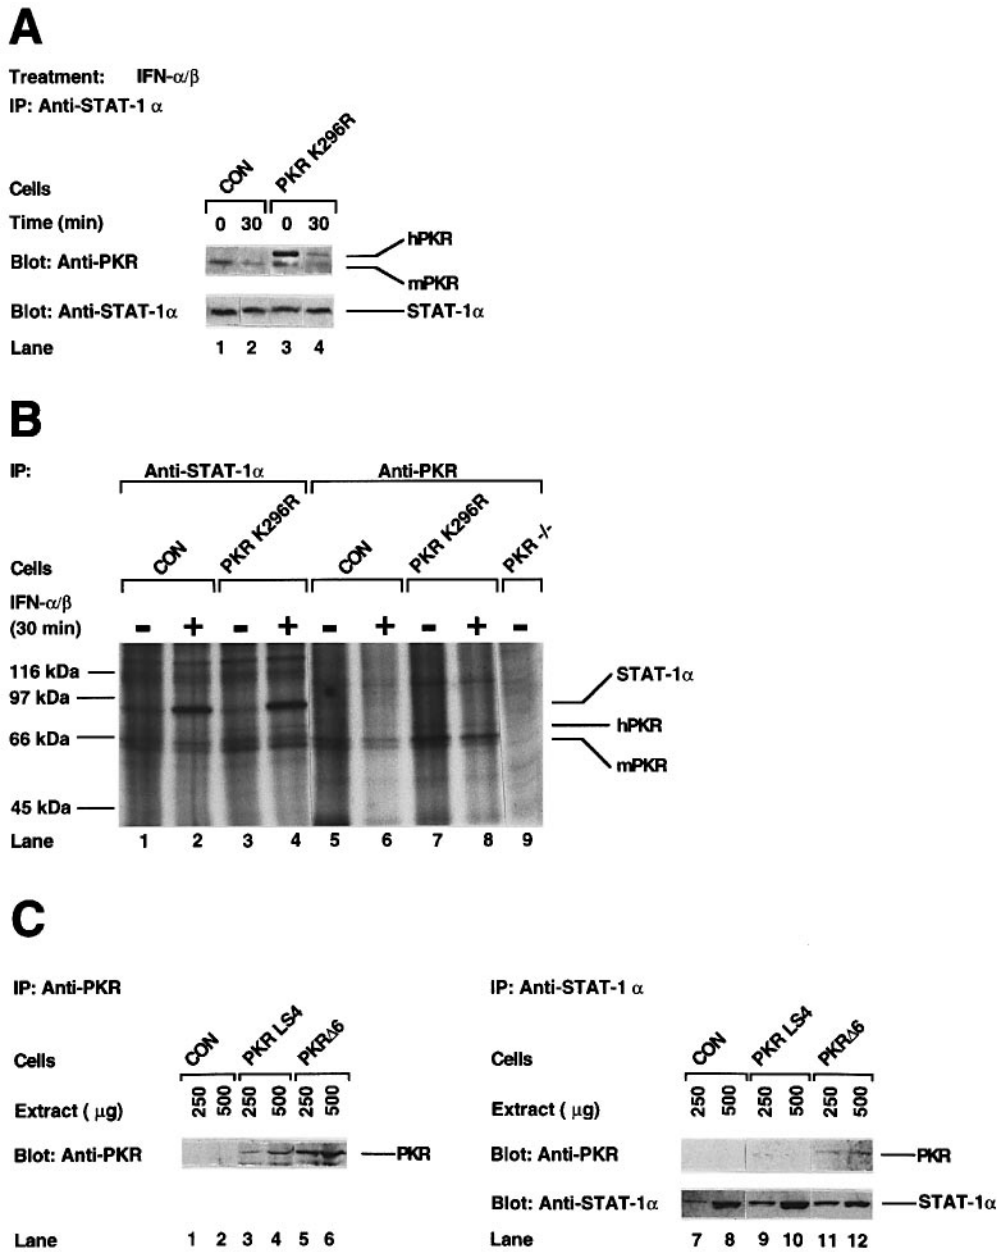 A
Treatment: IFN-α/β
IP: Anti-STAT-1 α
Cells CON PKR K296R
Time (min) 0 30 0 30
hPKR
Blot: Anti-PKR
mPKR
Blot: Anti-STAT-1α STAT-1α
Lane 1 2 3 4
B
IP: Anti-STAT-1α Anti-PKR
Cells CON PKR K296R CON PKR K296R PKR -/-
IFN-α/β
(30 min) - + - + - + - + -
116 kDa STAT-1α
97 kDa
hPKR
66 kDa
mPKR
45 kDa
Lane 1 2 3 4 5 6 7 8 9
C
IP: Anti-PKR
Cells CON PKR LS4 PKRΔ6
Extract ( μg) 250 500 250 500 250 500
Blot: Anti-PKR PKR
Lane 1 2 3 4 5 6
IP: Anti-STAT-1 α
Cells CON PKR LS4 PKRΔ6
Extract ( μg) 250 500 250 500 250 500
Blot: Anti-PKR PKR
Blot: Anti-STAT-1α STAT-1α
Lane 7 8 9 10 11 12